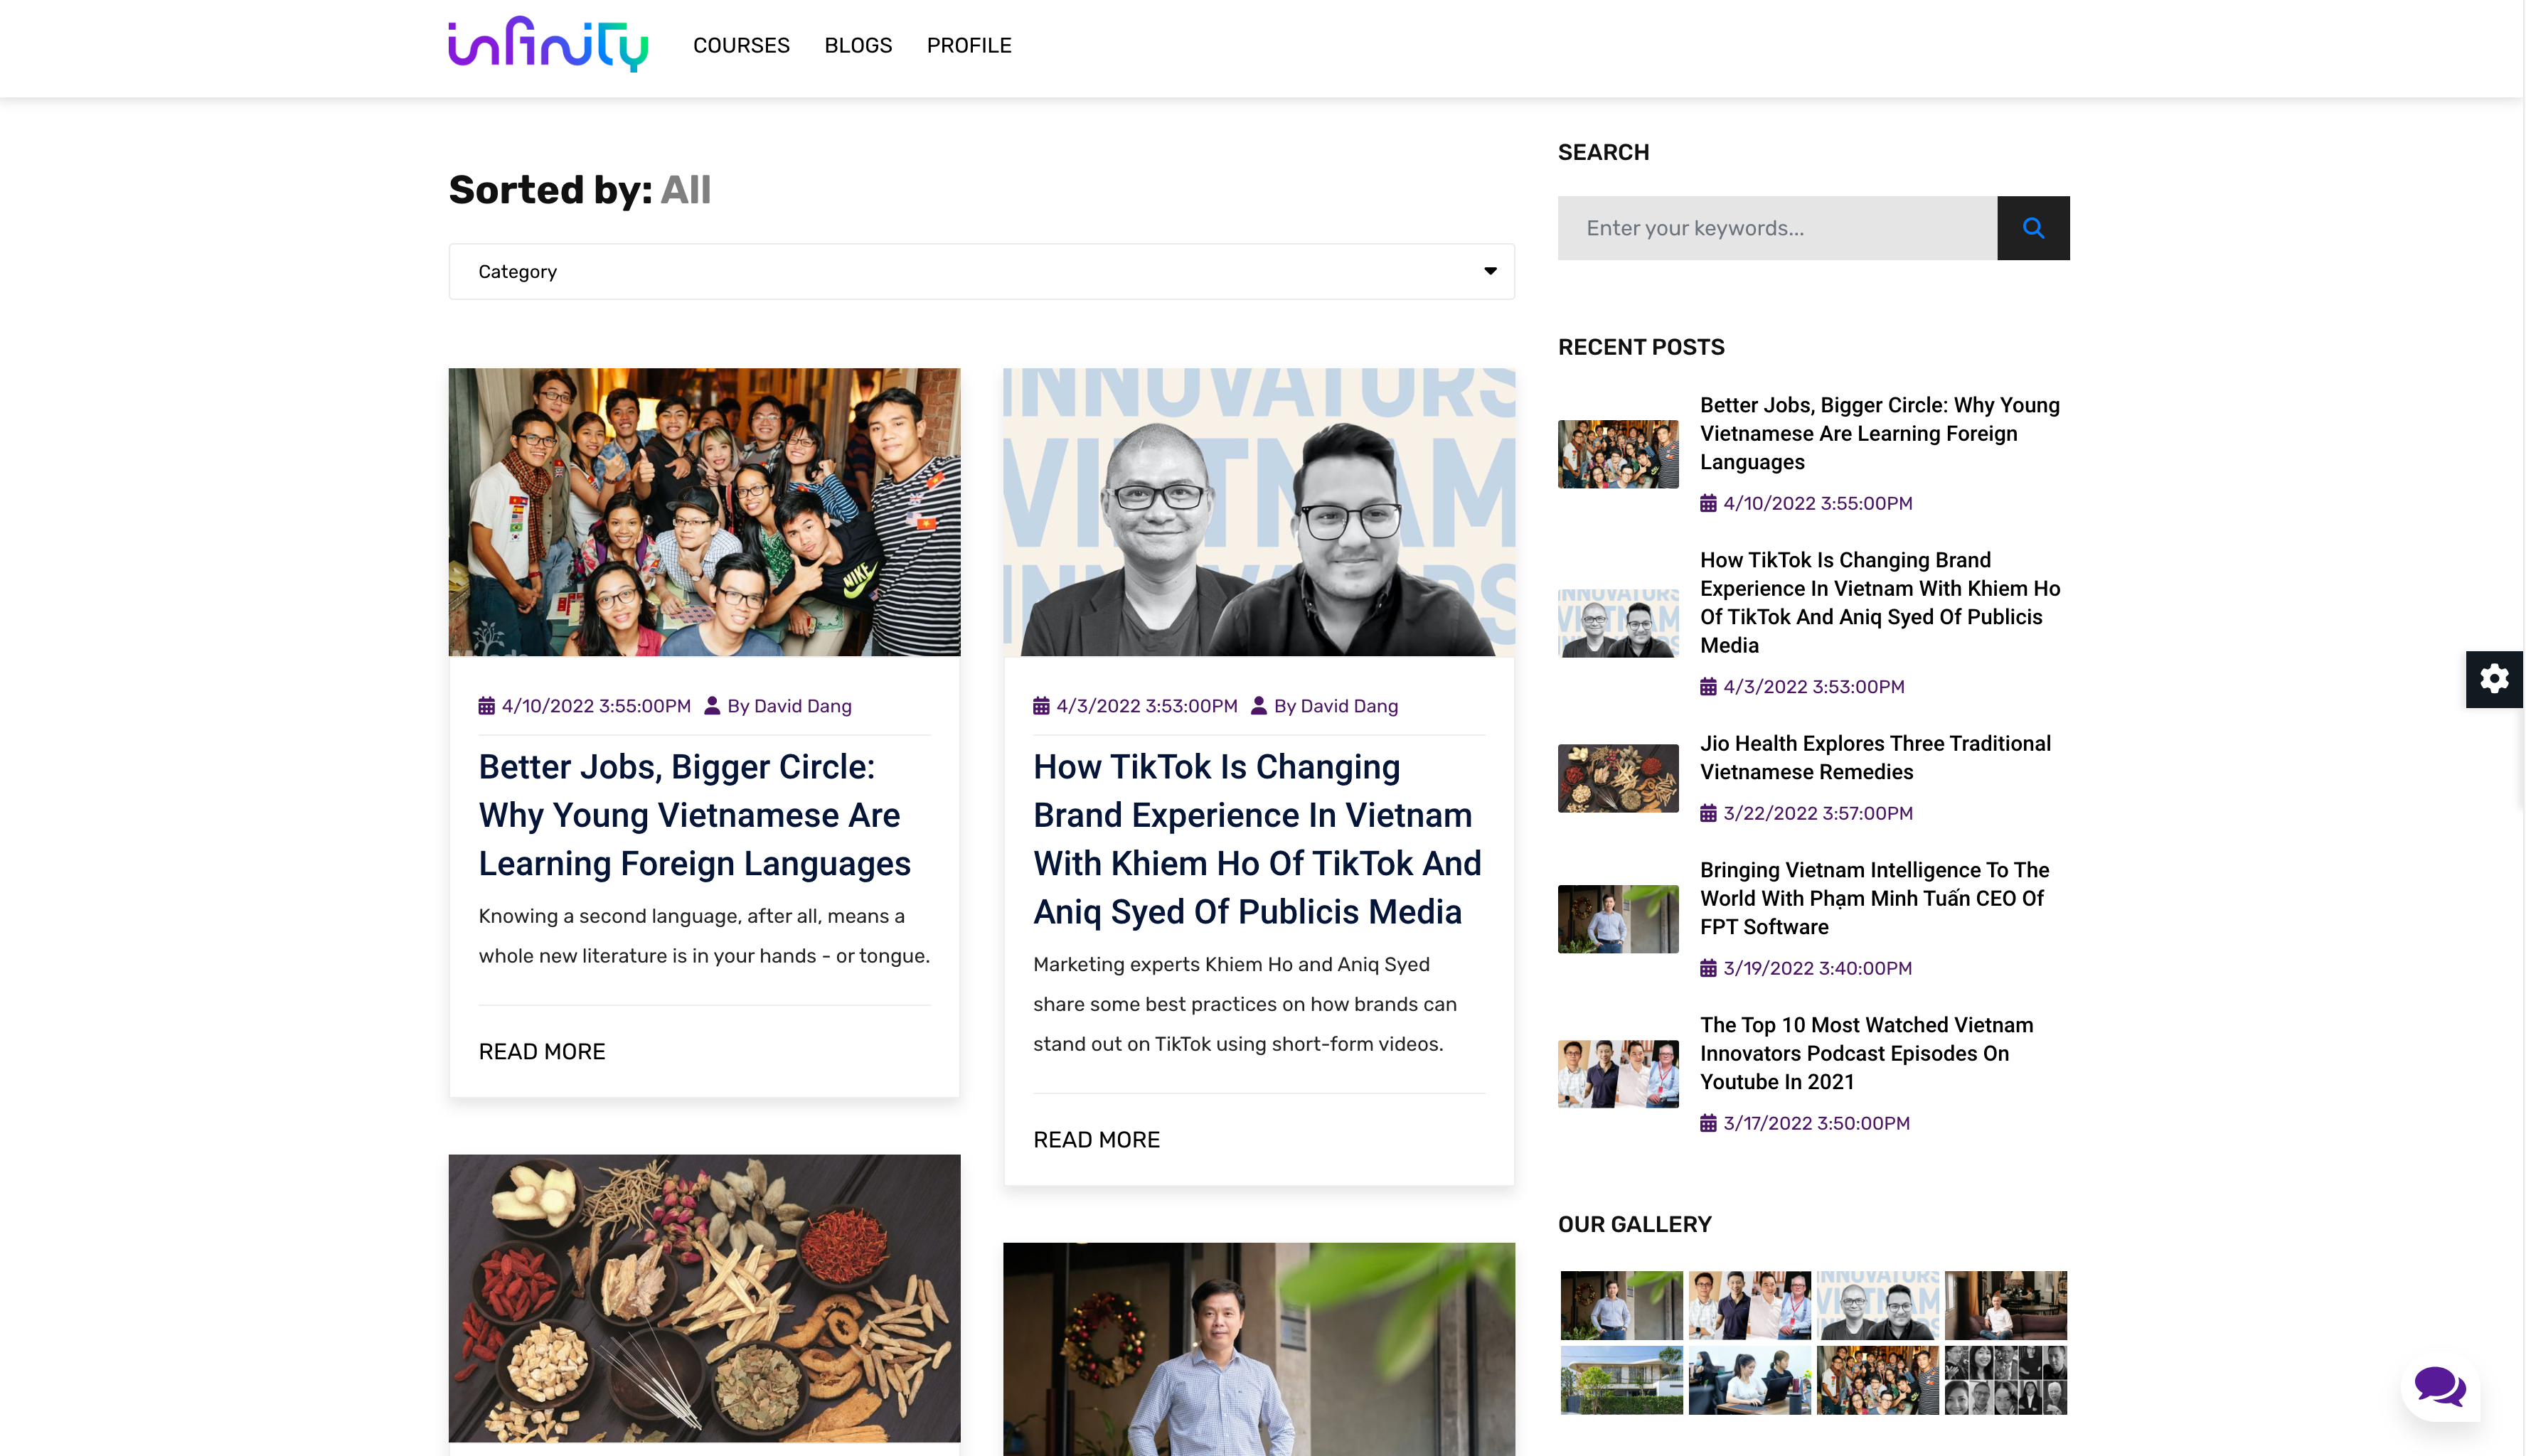 infinity
COURSES
BLOGS
PROFILE
Sorted by: All
Category
INNOVATORS
VIETNAM
NIKE
4/10/2022 3:55:00PM By David Dang
Better Jobs, Bigger Circle:
Why Young Vietnamese Are
Learning Foreign Languages
Knowing a second language, after all, means a
whole new literature is in your hands - or tongue.
READ MORE
4/3/2022 3:53:00PM By David Dang
How TikTok Is Changing
Brand Experience In Vietnam
With Khiem Ho Of TikTok And
Aniq Syed Of Publicis Media
Marketing experts Khiem Ho and Aniq Syed
share some best practices on how brands can
stand out on TikTok using short-form videos.
READ MORE
SEARCH
Enter your keywords...
RECENT POSTS
Better Jobs, Bigger Circle: Why Young
Vietnamese Are Learning Foreign
Languages
4/10/2022 3:55:00PM
How TikTok Is Changing Brand
Experience In Vietnam With Khiem Ho
Of TikTok And Aniq Syed Of Publicis
Media
4/3/2022 3:53:00PM
Jio Health Explores Three Traditional
Vietnamese Remedies
3/22/2022 3:57:00PM
Bringing Vietnam Intelligence To The
World With Phạm Minh Tuấn CEO Of
FPT Software
3/19/2022 3:40:00PM
The Top 10 Most Watched Vietnam
Innovators Podcast Episodes On
Youtube In 2021
3/17/2022 3:50:00PM
OUR GALLERY